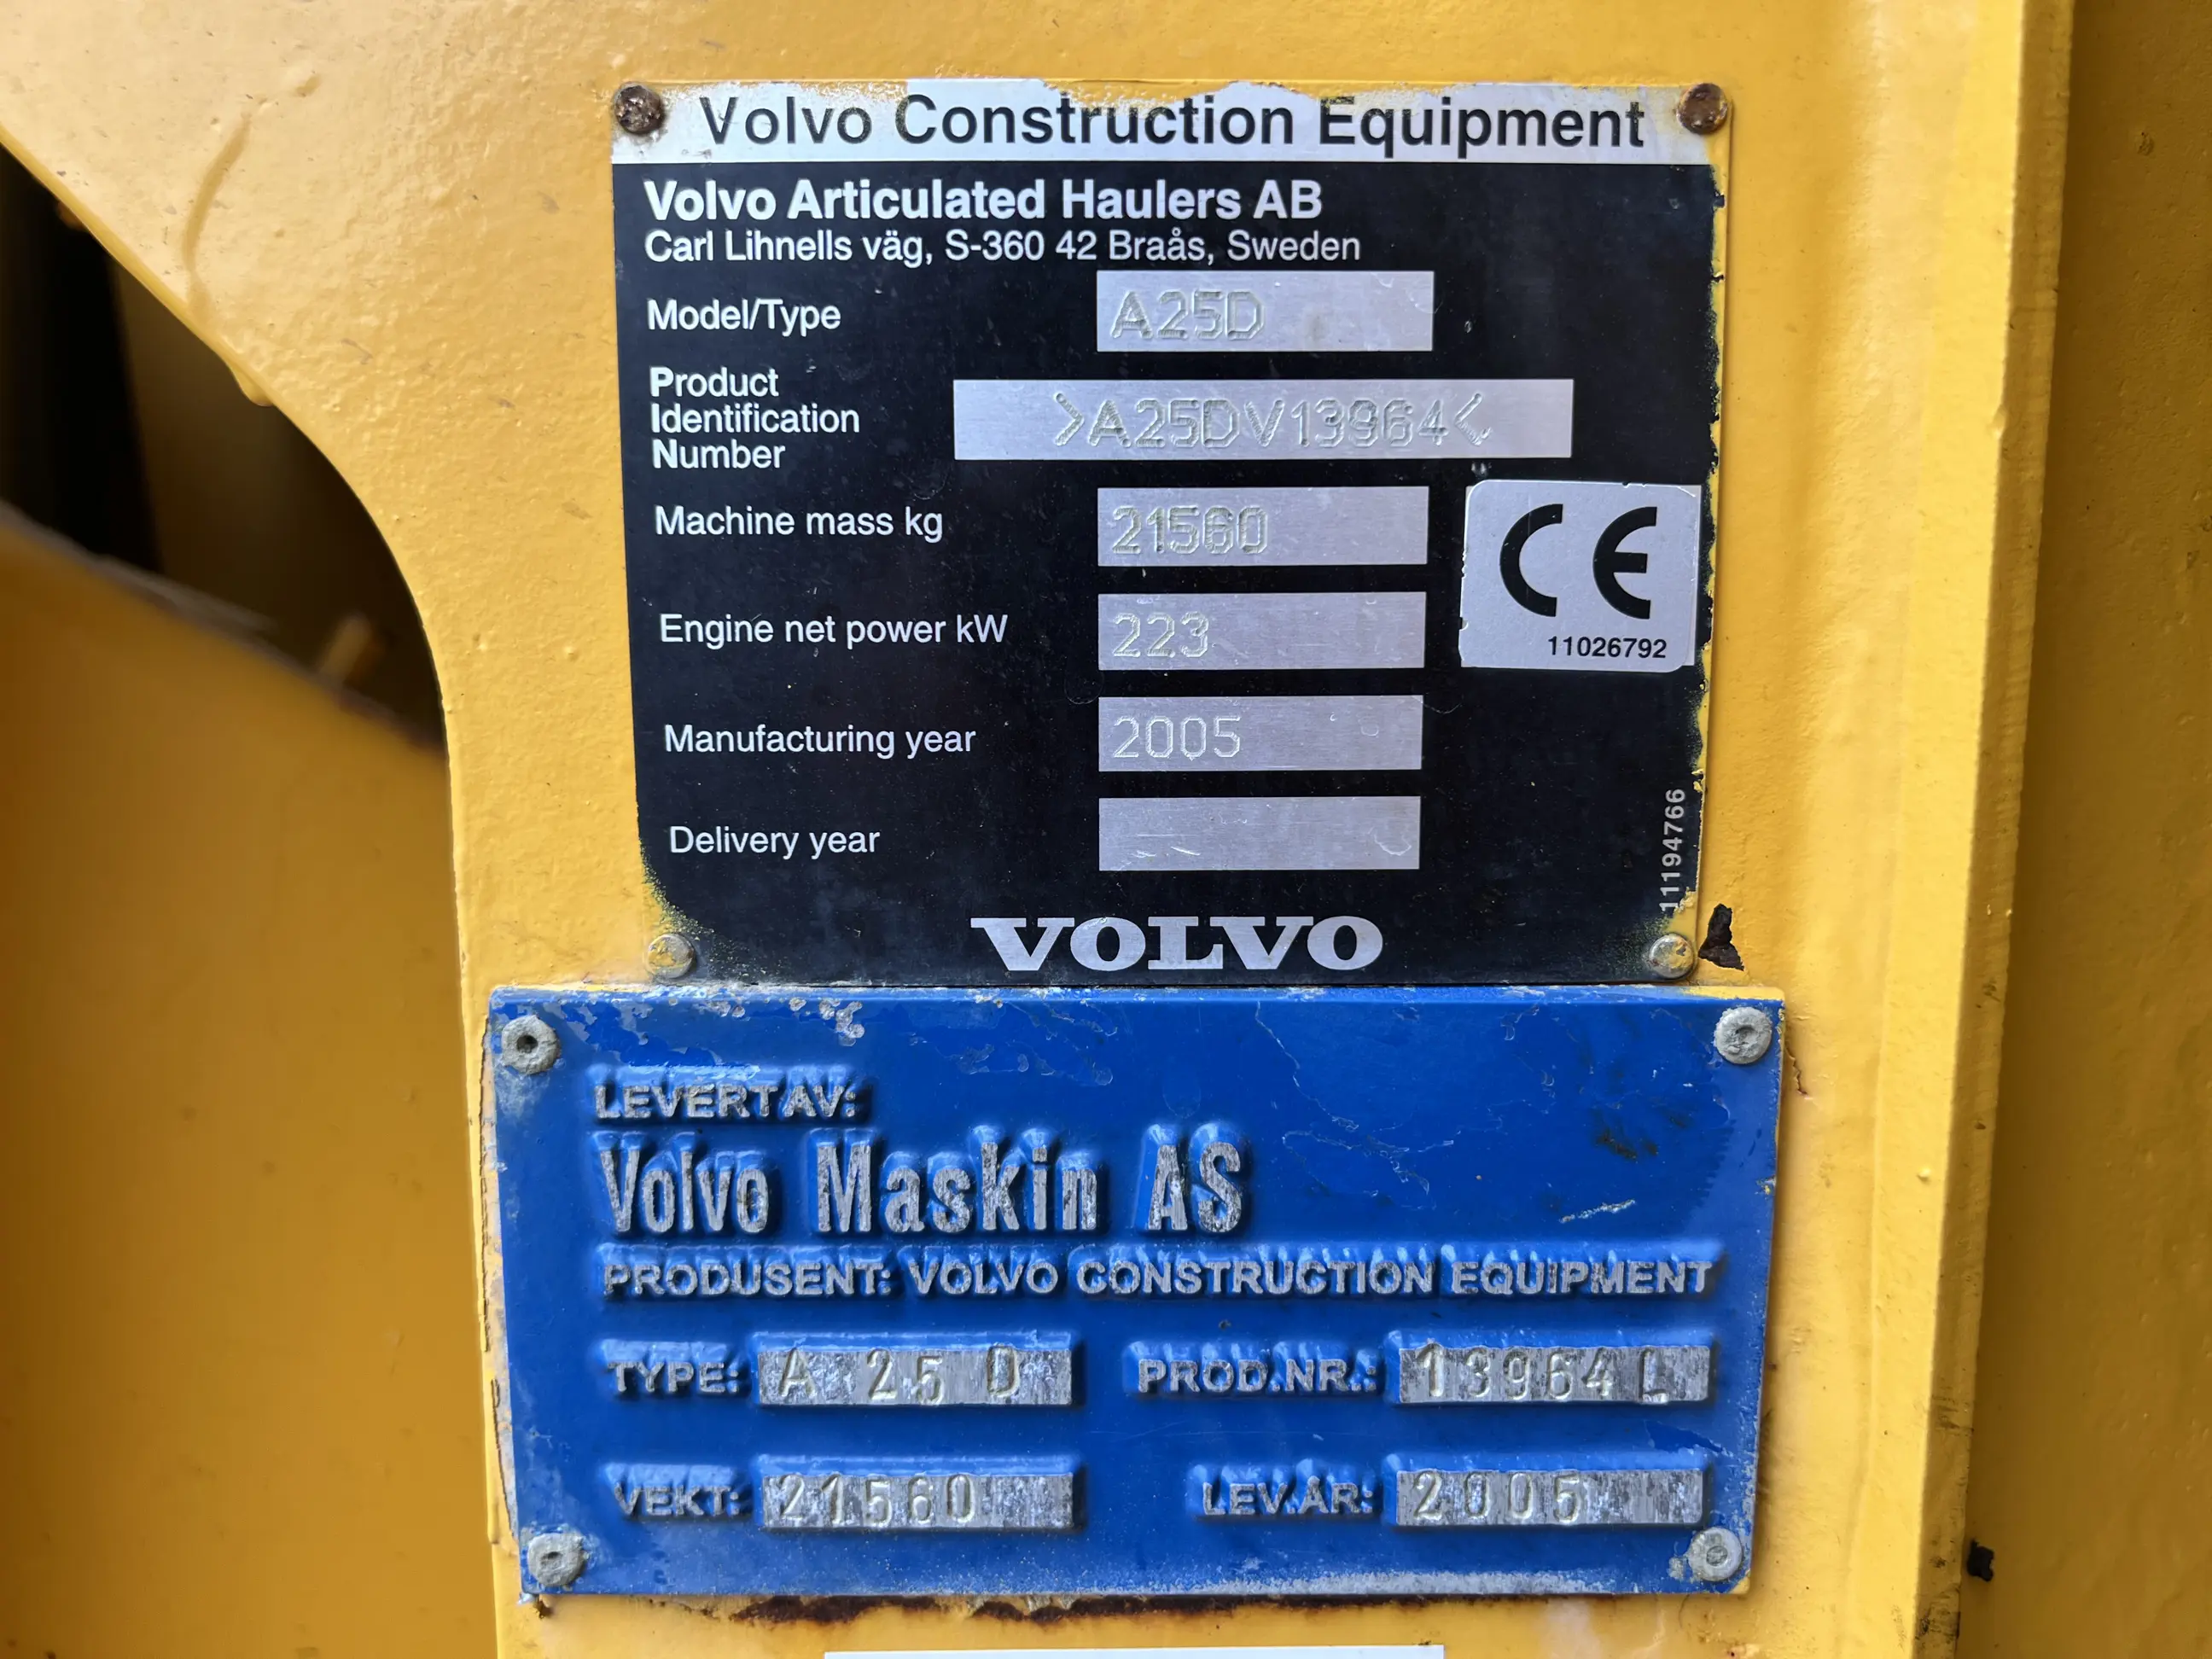 Volvo Construction Equipment
Volvo Articulated Haulers AB
Carl Lihnells väg, S-360 42 Braås, Sweden
Model/Type A25D
Product
Identification
Number
>A25DV13964<
Machine mass kg 21560
CE
11026792
Engine net power kW 223
Manufacturing year 2005
Delivery year
11194766
VOLVO
LEVERT AV:
Volvo Maskin AS
PRODUSENT: VOLVO CONSTRUCTION EQUIPMENT
TYPE: A 25 D PROD.NR.: 13964 L
VEKT: 21560 LEV.ÅR: 2005